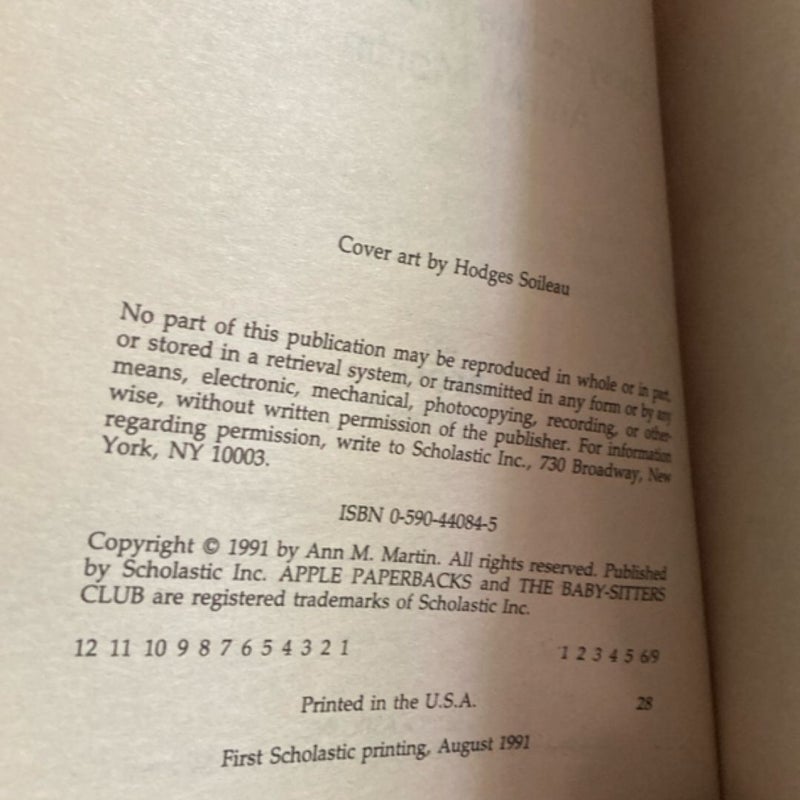 Cover art by Hodges Soileau
No part of this publication may be reproduced in whole or in part,
or stored in a retrieval system, or transmitted in any form or by any
means, electronic, mechanical, photocopying, recording, or other-
wise, without written permission of the publisher. For information
regarding permission, write to Scholastic Inc., 730 Broadway, New
York, NY 10003.
ISBN 0-590-44084-5
Copyright © 1991 by Ann M. Martin. All rights reserved. Published
by Scholastic Inc. APPLE PAPERBACKS and THE BABY-SITTERS
CLUB are registered trademarks of Scholastic Inc.
12 11 10 9 8 7 6 5 4 3 2 1 1 2 3 4 5 6/9
Printed in the U.S.A. 28
First Scholastic printing, August 1991